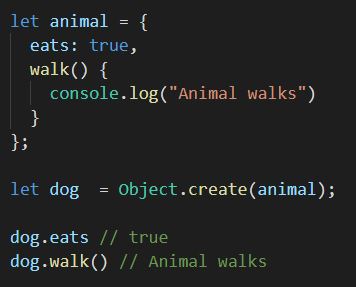 let animal = {
  eats: true,
  walk() {
    console.log("Animal walks")
  }
};

let dog  = Object.create(animal);

dog.eats // true
dog.walk() // Animal walks